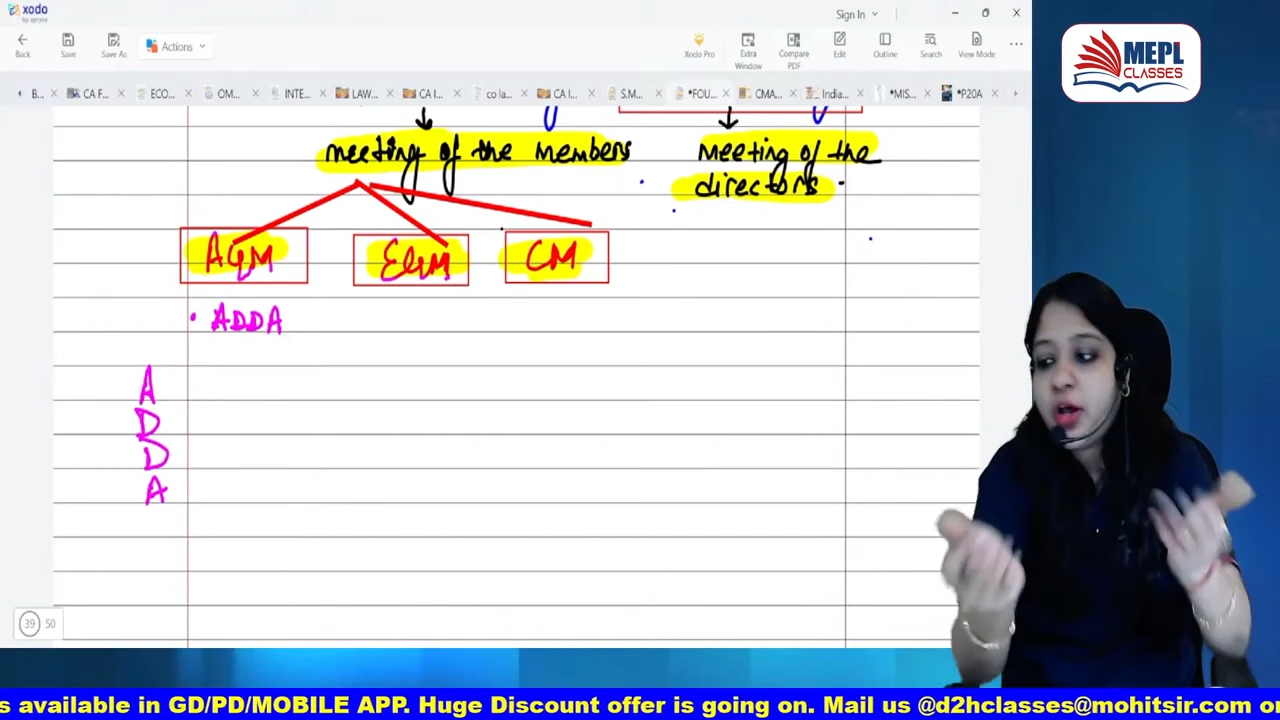 xodo
by apryse
Sign In
Back
Save
Save As
Actions
Xodo Pro
Extra Window
Compare PDF
Edit
Outline
Search
View Mode
B...
CA F...
ECO...
OM...
INTE...
LAW...
CA I...
co la...
CA I...
S.M...
*FOU...
CMA...
India...
*MIS...
*P20A
MEPL
CLASSES
meeting of the members
meeting of the
directors
AGM
EGM
CM
ADDA
A
D
D
A
39 50
s available in GD/PD/MOBILE APP. Huge Discount offer is going on. Mail us @d2hclasses@mohitsir.com o